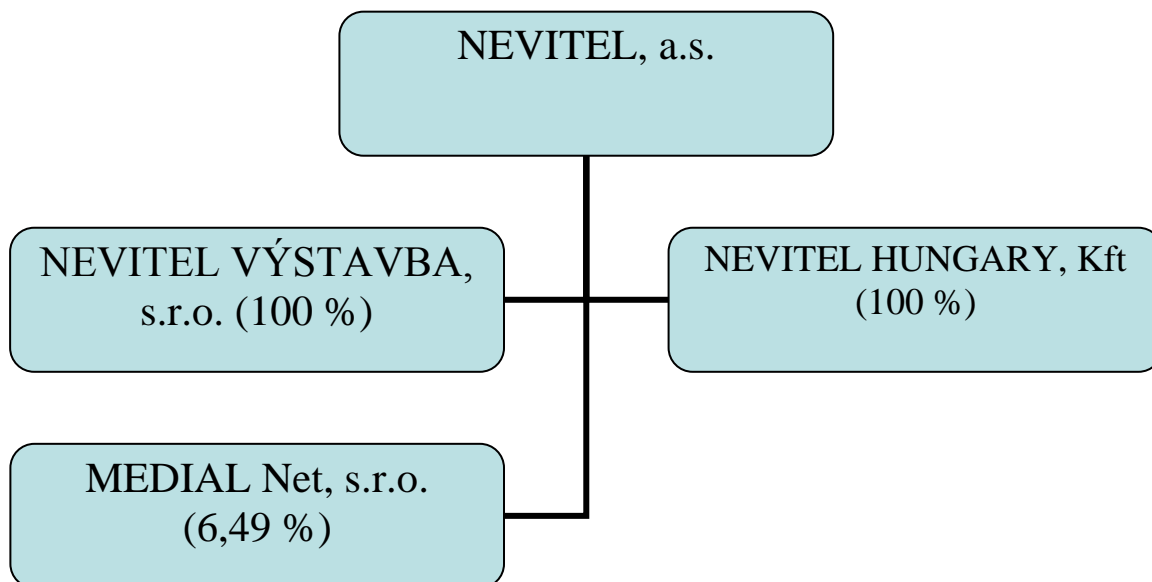 NEVITEL, a.s.
NEVITEL VÝSTAVBA,
s.r.o. (100 %)
NEVITEL HUNGARY, Kft
(100 %)
MEDIAL Net, s.r.o.
(6,49 %)